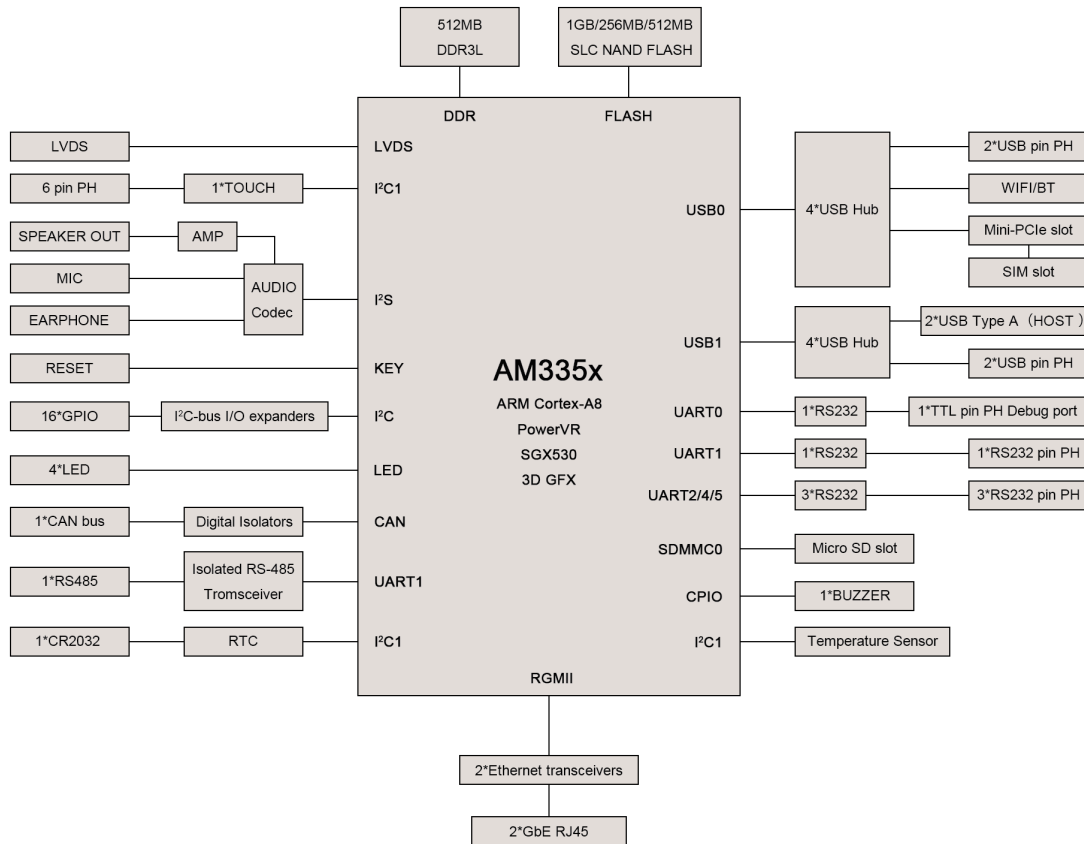 512MB
DDR3L
1GB/256MB/512MB
SLC NAND FLASH
DDR
FLASH
LVDS
LVDS
6 pin PH
1*TOUCH
I²C1
SPEAKER OUT
AMP
MIC
AUDIO
Codec
I²S
EARPHONE
RESET
KEY
16*GPIO
I²C-bus I/O expanders
I²C
4*LED
LED
1*CAN bus
Digital Isolators
CAN
1*RS485
Isolated RS-485
Tromsceiver
UART1
1*CR2032
RTC
I²C1
AM335x
ARM Cortex-A8
PowerVR
SGX530
3D GFX
USB0
4*USB Hub
2*USB pin PH
WIFI/BT
Mini-PCIe slot
SIM slot
USB1
4*USB Hub
2*USB Type A（HOST ）
2*USB pin PH
UART0
1*RS232
1*TTL pin PH Debug port
UART1
1*RS232
1*RS232 pin PH
UART2/4/5
3*RS232
3*RS232 pin PH
SDMMC0
Micro SD slot
CPIO
1*BUZZER
I²C1
Temperature Sensor
RGMII
2*Ethernet transceivers
2*GbE RJ45